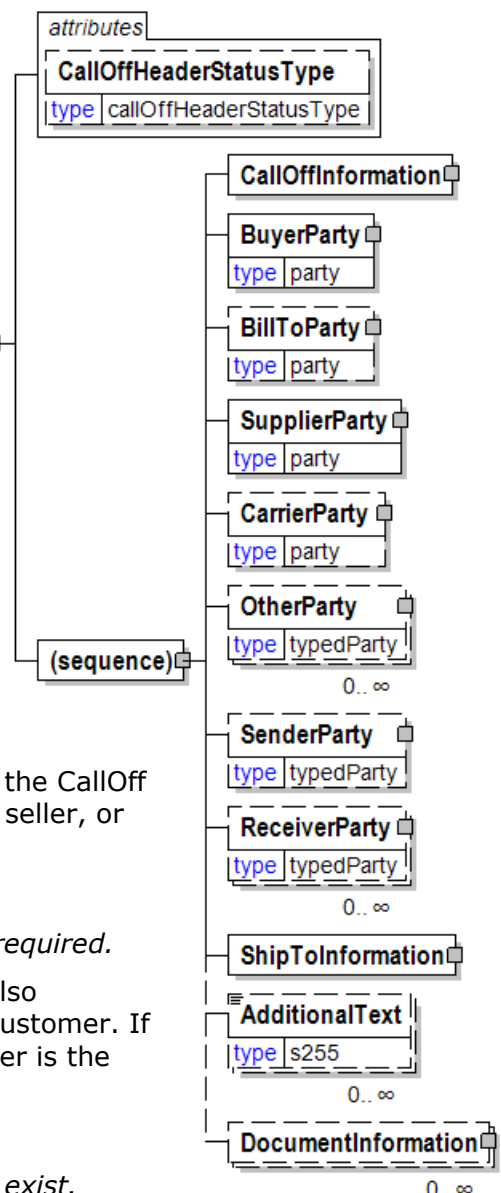 attributes
CallOffHeaderStatusType
type callOffHeaderStatusType
CallOffInformation
BuyerParty
type party
BillToParty
type party
SupplierParty
type party
CarrierParty
type party
OtherParty
type typedParty
0.. ∞
(sequence)
SenderParty
type typedParty
ReceiverParty
type typedParty
0.. ∞
ShipToInformation
AdditionalText
type s255
0.. ∞
DocumentInformation
0.. ∞
the CallOff
seller, or
required.
lso
ustomer. If
er is the
exist.